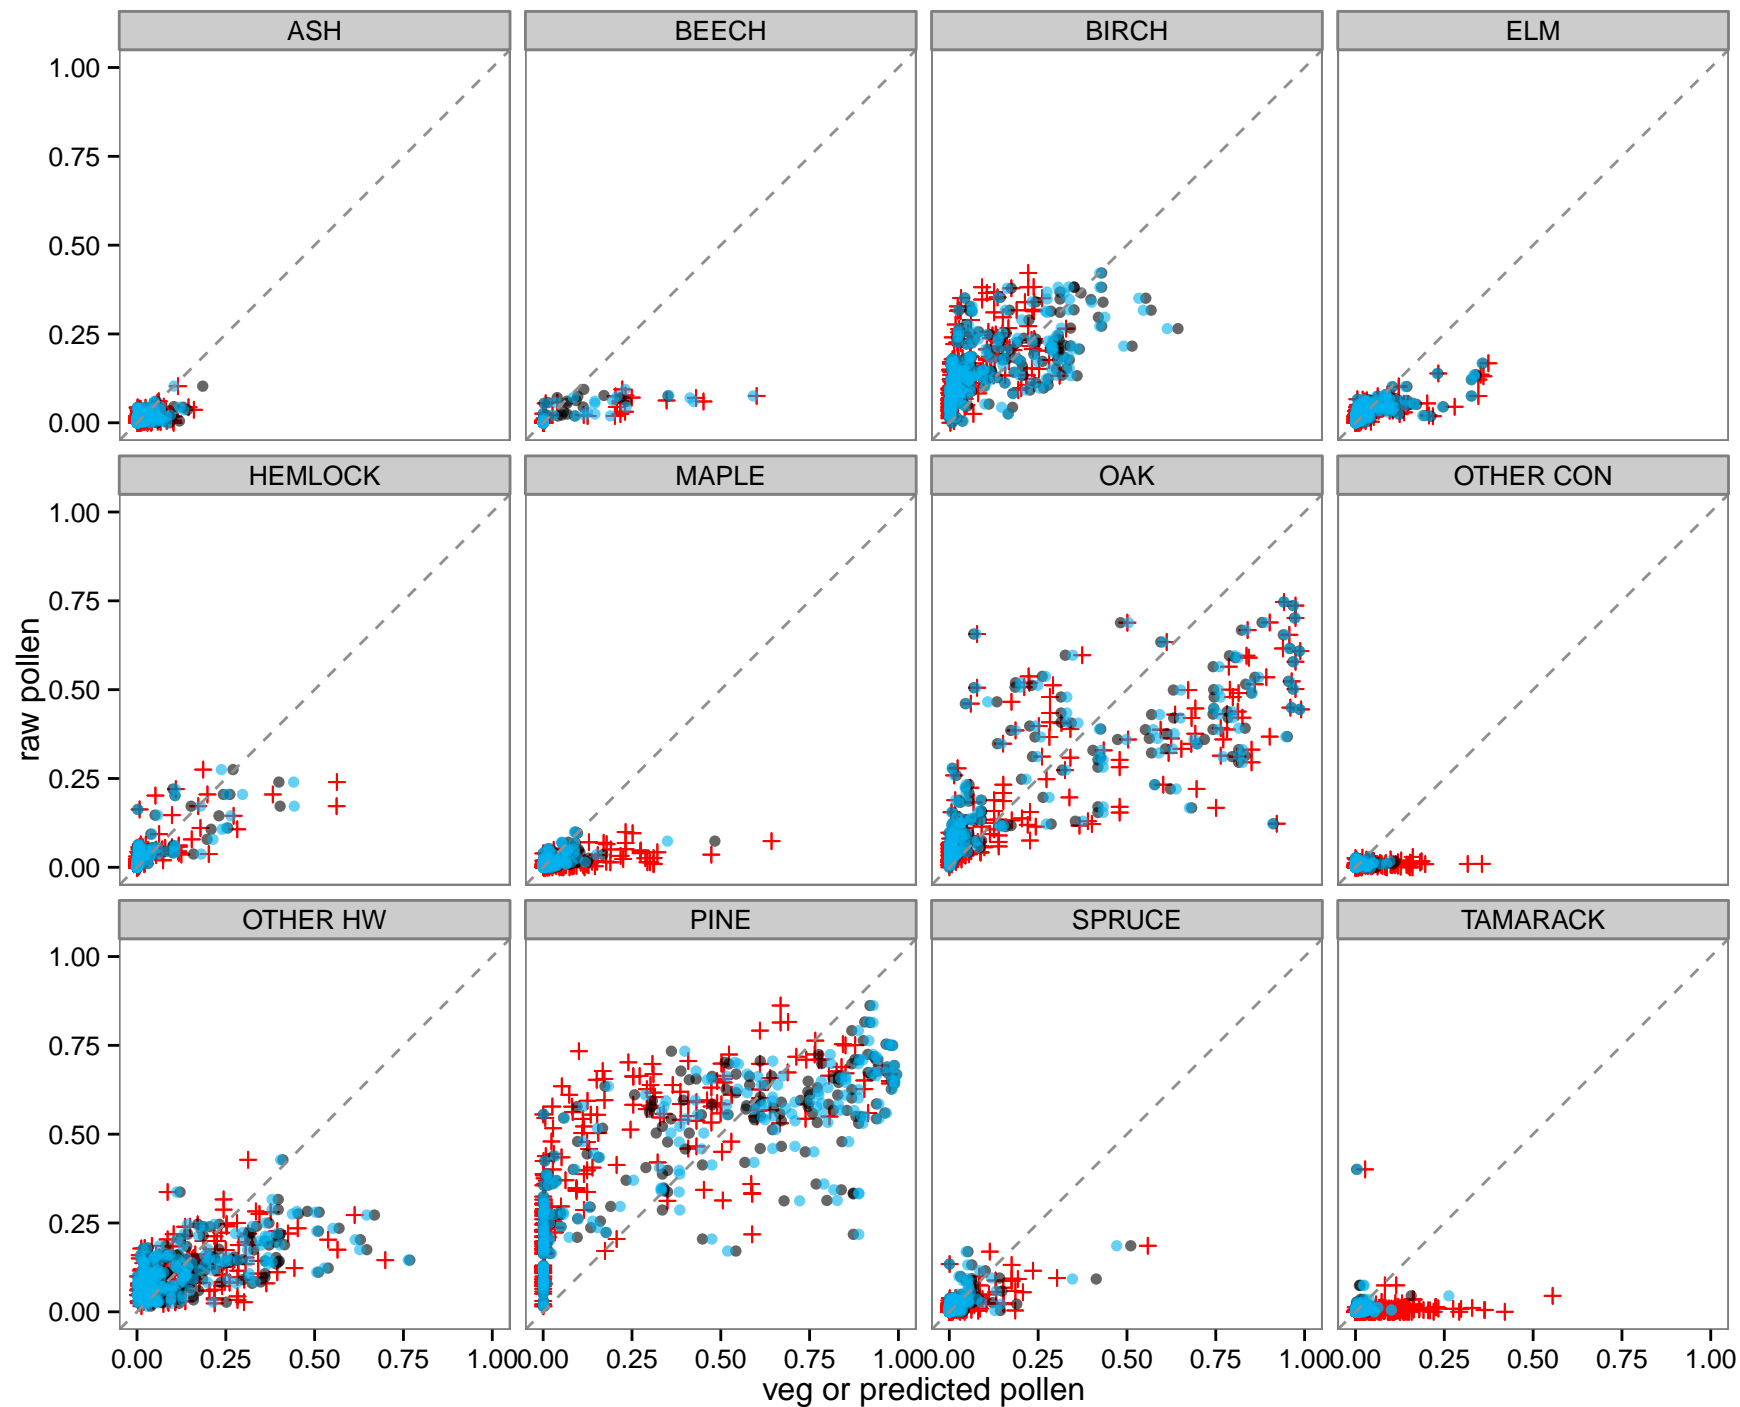 ASH BEECH BIRCH ELM
1.00
0.75
0.50
0.25
0.00
HEMLOCK MAPLE OAK OTHER CON
1.00
0.75
0.50
0.25
0.00
raw pollen
OTHER HW PINE SPRUCE TAMARACK
1.00
0.75
0.50
0.25
0.00
0.00 0.25 0.50 0.75 1.00 0.00 0.25 0.50 0.75 1.00 0.00 0.25 0.50 0.75 1.00 0.00 0.25 0.50 0.75 1.00
veg or predicted pollen